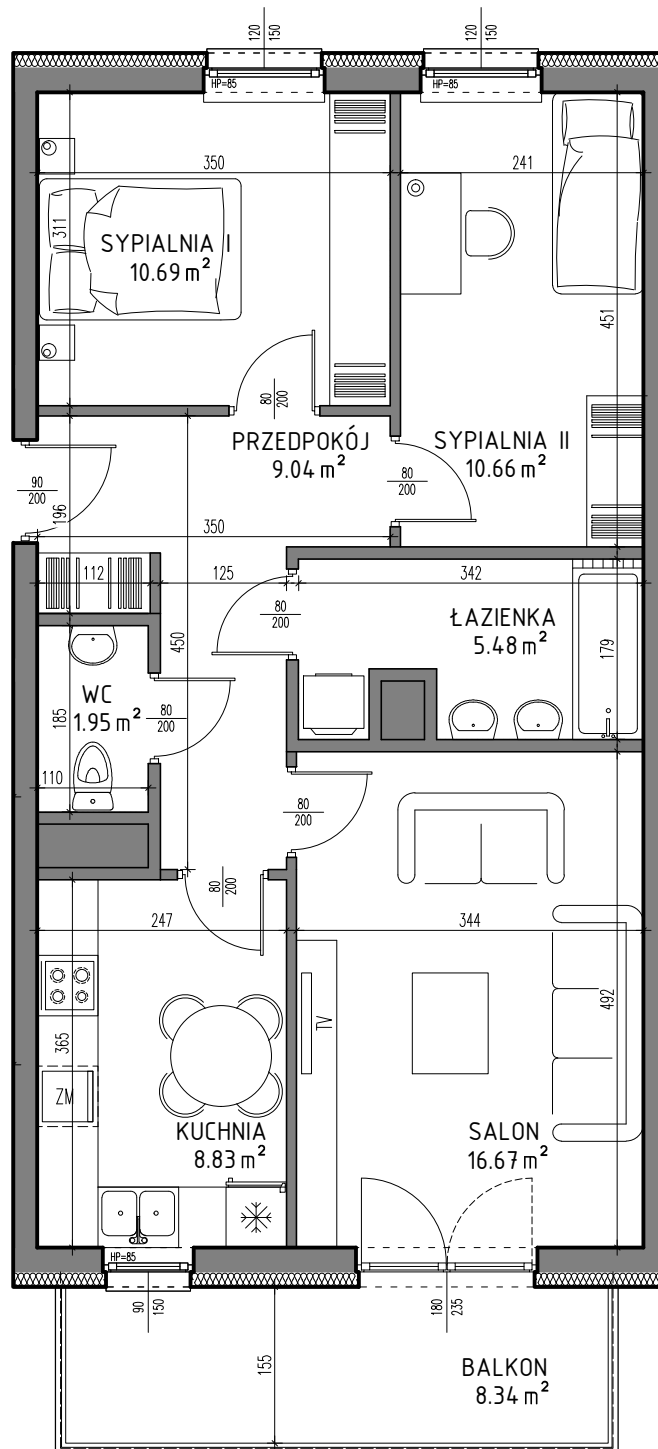 120
150
120
150
HP=85
HP=85
350
241
311
SYPIALNIA I
10.69 m²
451
80
200
PRZEDPOKÓJ
9.04 m²
SYPIALNIA II
10.66 m²
90
200
80
200
196
350
112
125
342
80
200
ŁAZIENKA
5.48 m²
450
179
WC
1.95 m²
185
80
200
110
80
200
80
200
247
344
492
365
TV
ZM
KUCHNIA
8.83 m²
SALON
16.67 m²
HP=85
90
150
180
235
155
BALKON
8.34 m²